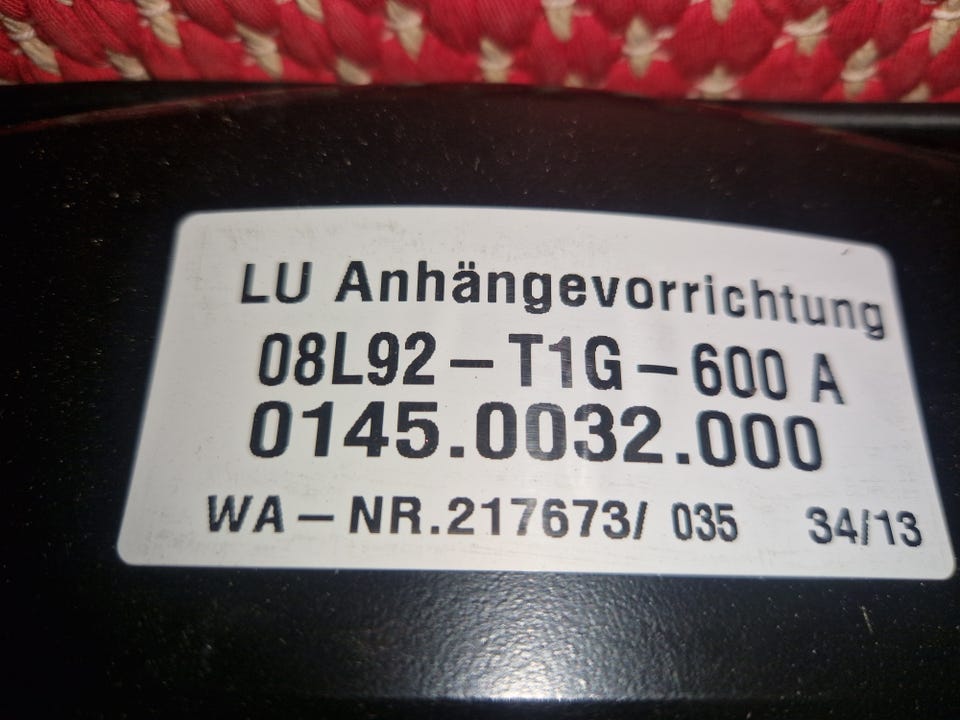 LU Anhängevorrichtung
08L92-T1G-600 A
0145.0032.000
WA-NR.217673/ 035 34/13